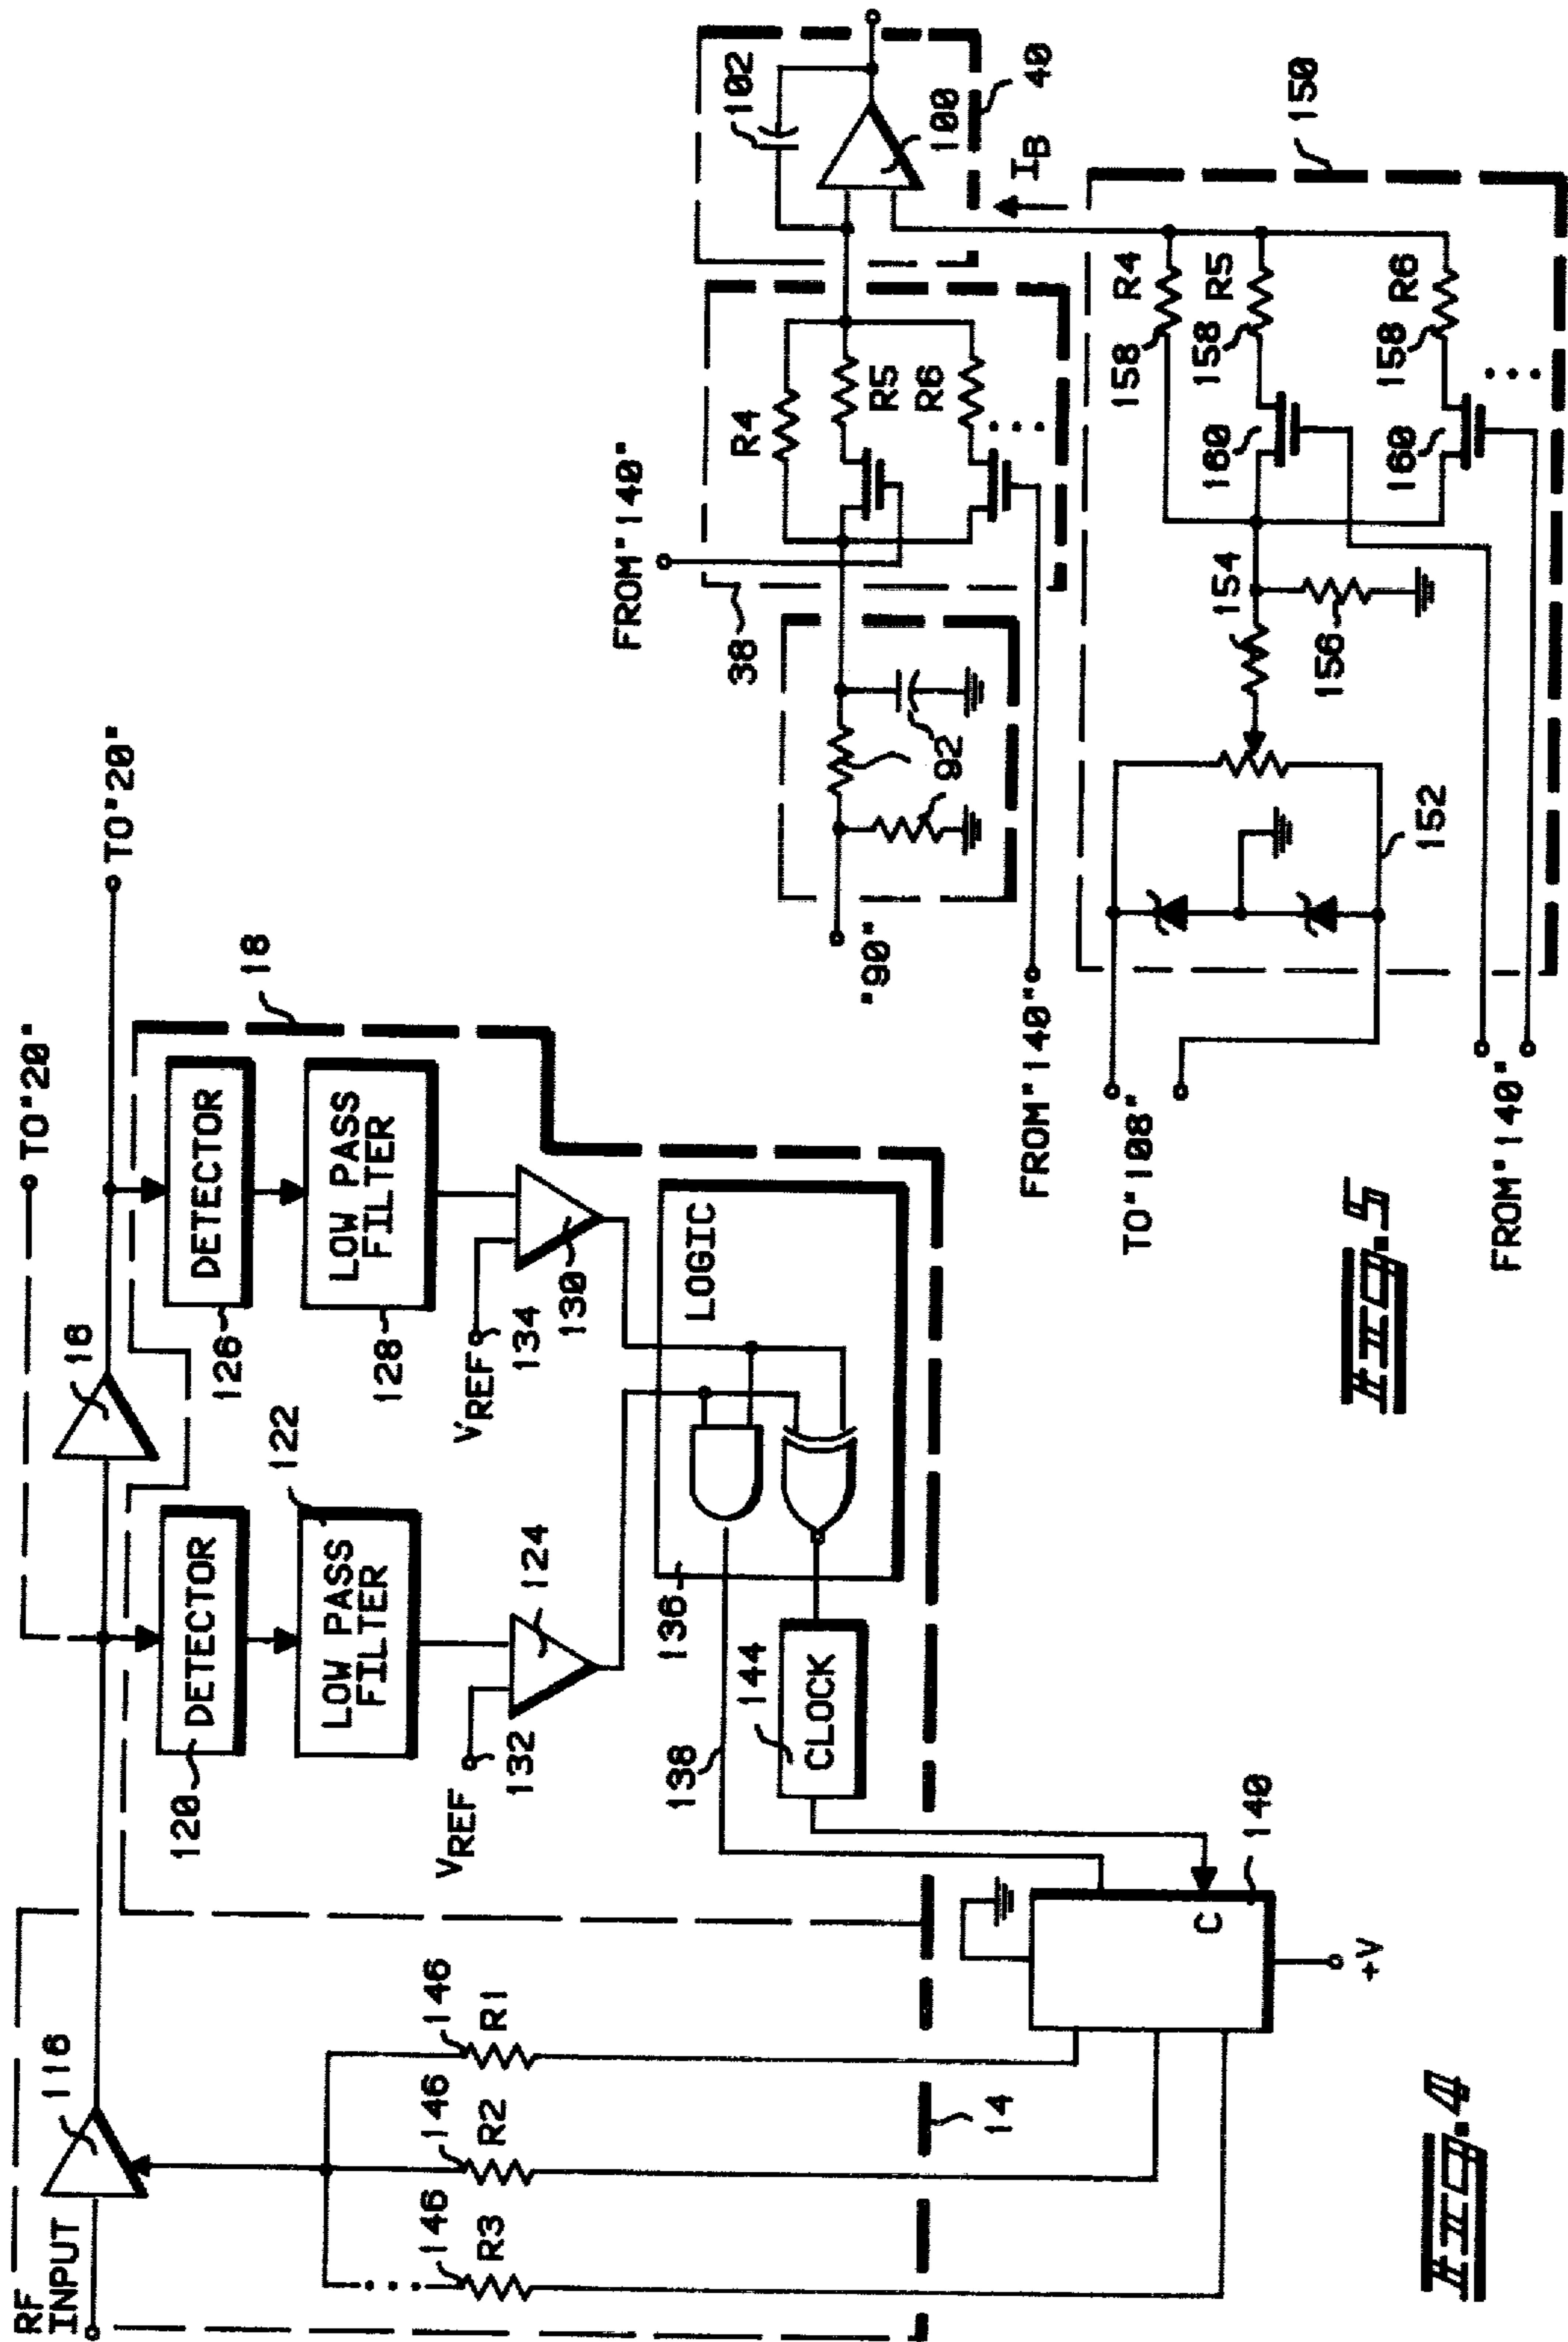 RF
INPUT
116
16
TO"20"
TO"20"
18
120
DETECTOR
126
DETECTOR
122
LOW PASS
FILTER
128
LOW PASS
FILTER
VREF
132
124
VREF
134
130
136
LOGIC
138
144
CLOCK
146
R3
146
R2
146
R1
14
C
140
+V
FIG.4
FROM"140"
38
R4
R5
R6
...
102
100
40
IB
"90"
92
FROM"140"
150
152
154
156
158
R4
158
R5
158
R6
160
160
...
TO"108"
FROM"140"
FIG.5